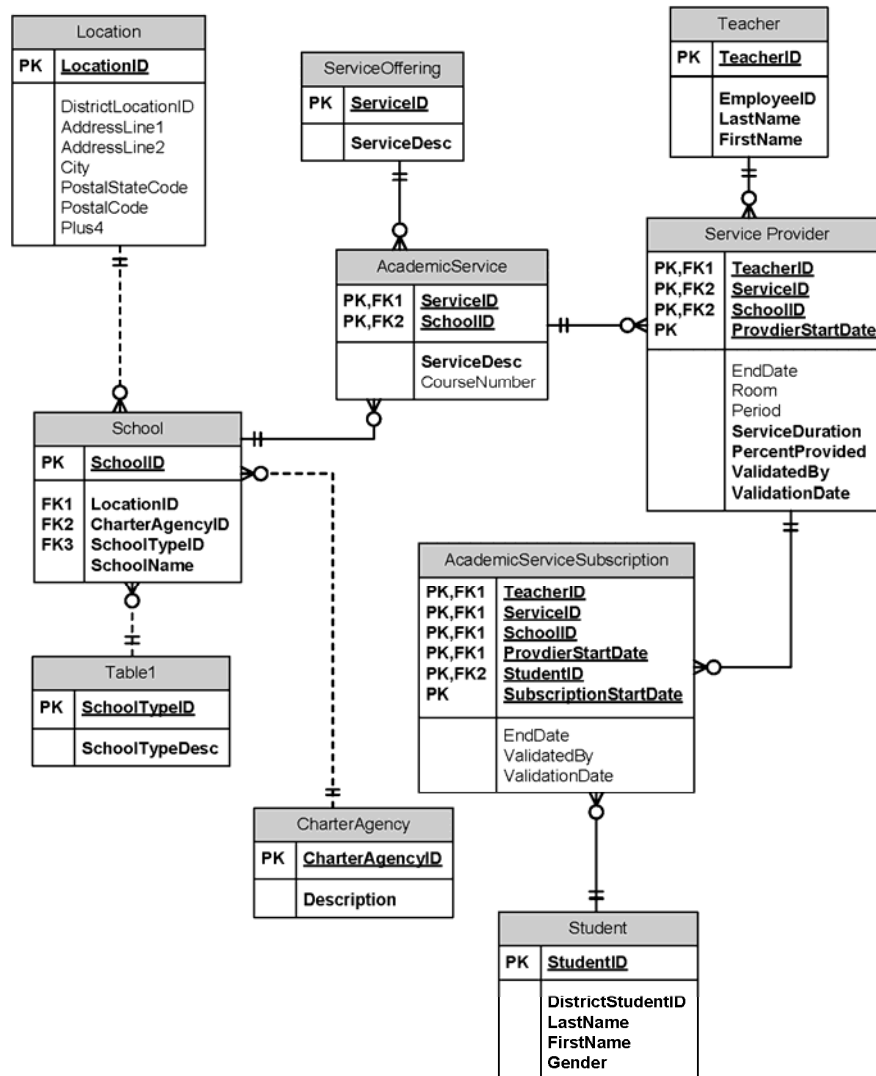 Location
PK LocationID
DistrictLocationID
AddressLine1
AddressLine2
City
PostalStateCode
PostalCode
Plus4
ServiceOffering
PK ServiceID
ServiceDesc
Teacher
PK TeacherID
EmployeeID
LastName
FirstName
AcademicService
PK,FK1 ServiceID
PK,FK2 SchoolID
ServiceDesc
CourseNumber
Service Provider
PK,FK1 TeacherID
PK,FK2 ServiceID
PK,FK2 SchoolID
PK ProvdierStartDate
EndDate
Room
Period
ServiceDuration
PercentProvided
ValidatedBy
ValidationDate
School
PK SchoolID
FK1 LocationID
FK2 CharterAgencyID
FK3 SchoolTypeID
SchoolName
AcademicServiceSubscription
PK,FK1 TeacherID
PK,FK1 ServiceID
PK,FK1 SchoolID
PK,FK1 ProvdierStartDate
PK,FK2 StudentID
PK SubscriptionStartDate
EndDate
ValidatedBy
ValidationDate
Table1
PK SchoolTypeID
SchoolTypeDesc
CharterAgency
PK CharterAgencyID
Description
Student
PK StudentID
DistrictStudentID
LastName
FirstName
Gender